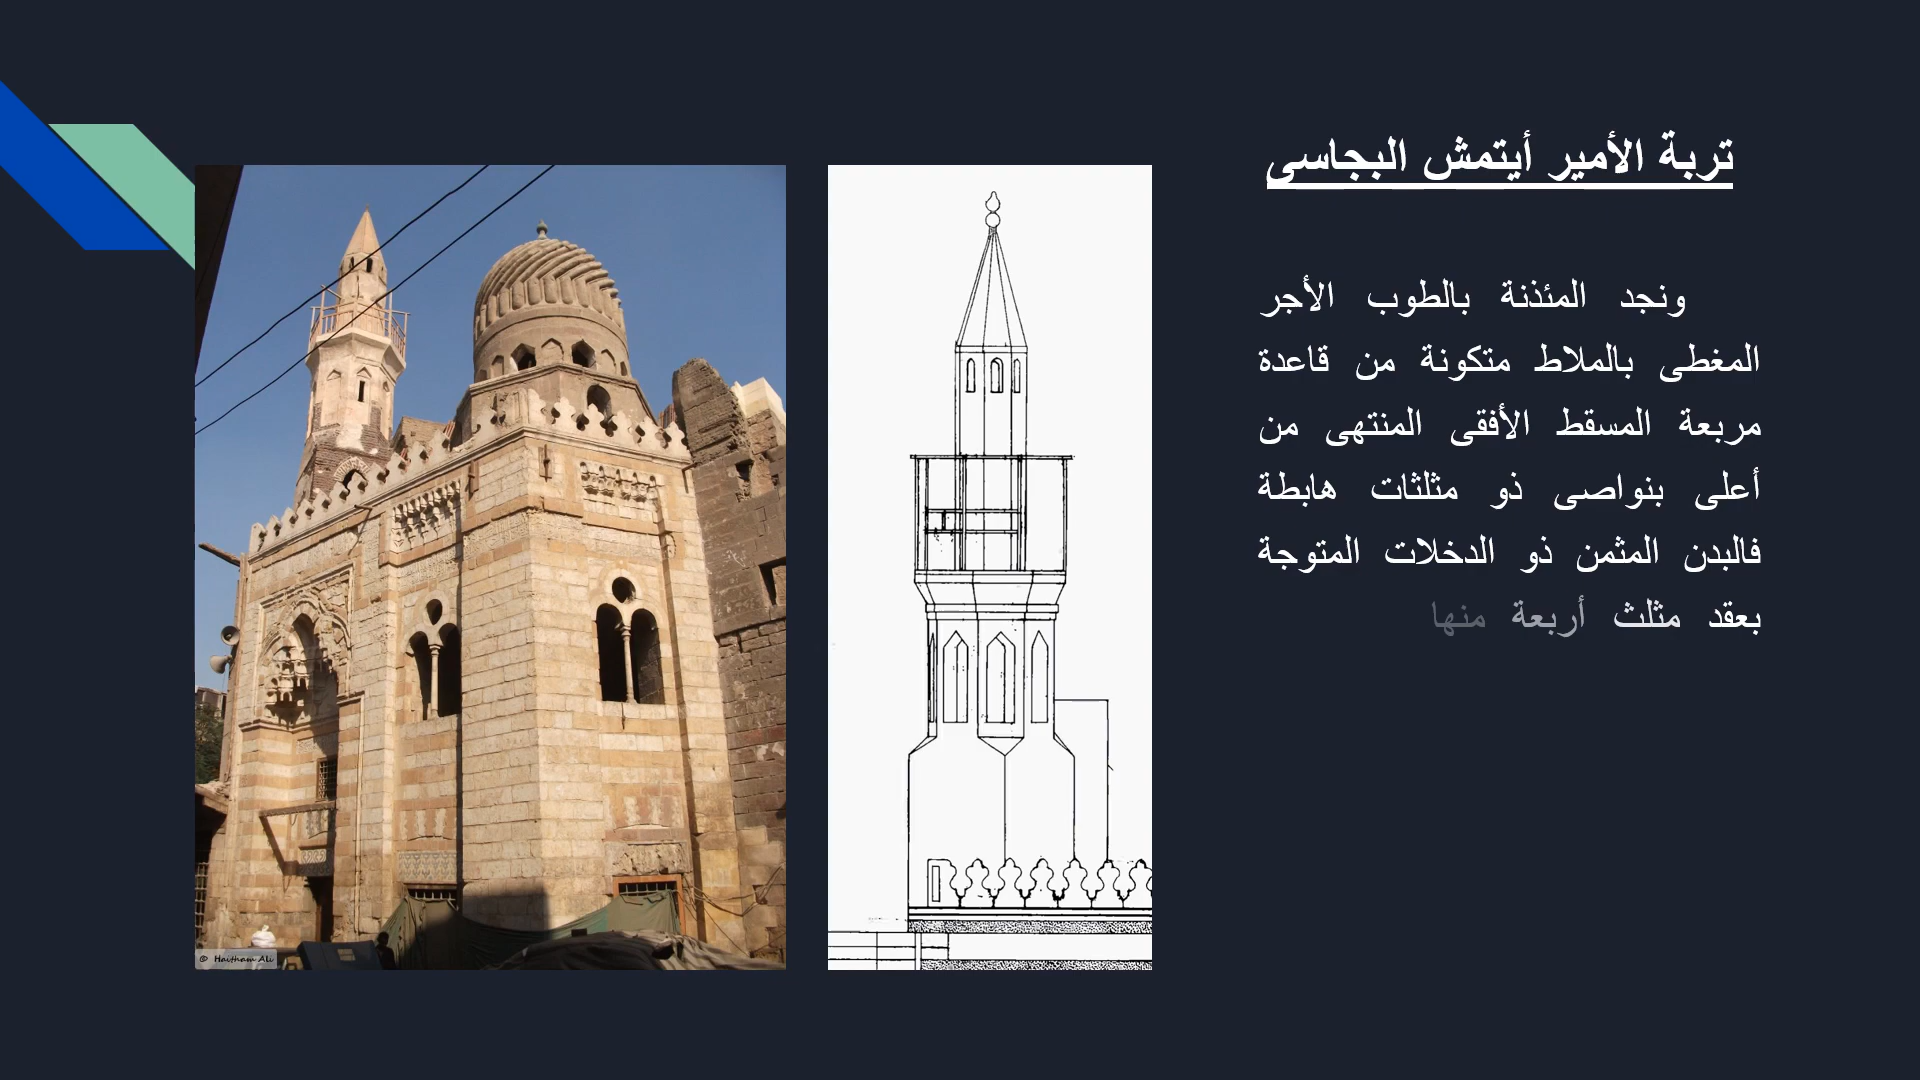 تربة الأمير أيتمش البجاسى
ونجد المئذنة بالطوب الأجر
المغطى بالملاط متكونة من قاعدة
مربعة المسقط الأفقى المنتهى من
أعلى بنواصى ذو مثلثات هابطة
فالبدن المثمن ذو الدخلات المتوجة
بعقد مثلث أربعة منها
© Haitham Ali